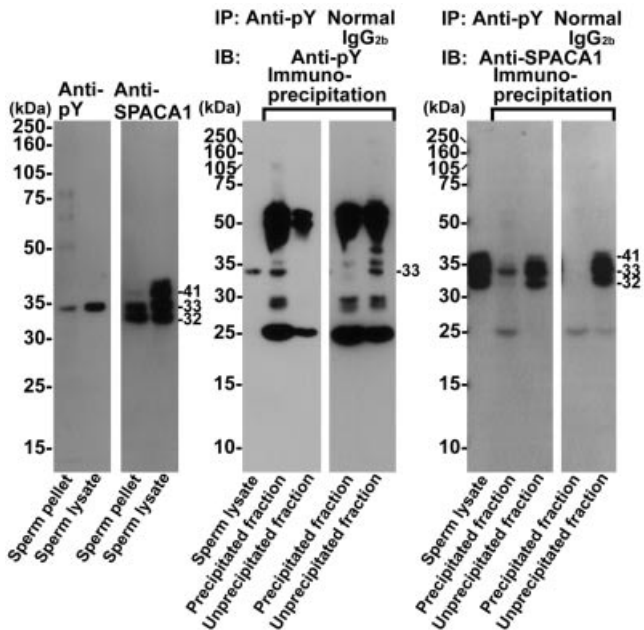 Anti-pY
Anti-SPACA1
(kDa)
250-
160-
105-
75-
50-
35-
30-
25-
15-
-41
-33
-32
Sperm pellet
Sperm lysate
Sperm pellet
Sperm lysate
IP: Anti-pY Normal IgG2b
IB: Anti-pY
Immuno-
precipitation
(kDa)
250-
160-
105-
75-
50-
35-
30-
25-
10-
-33
Sperm lysate
Precipitated fraction
Unprecipitated fraction
Precipitated fraction
Unprecipitated fraction
IP: Anti-pY Normal IgG2b
IB: Anti-SPACA1
Immuno-
precipitation
(kDa)
250-
160-
105-
75-
50-
35-
30-
25-
10-
-41
-33
-32
Sperm lysate
Precipitated fraction
Unprecipitated fraction
Precipitated fraction
Unprecipitated fraction